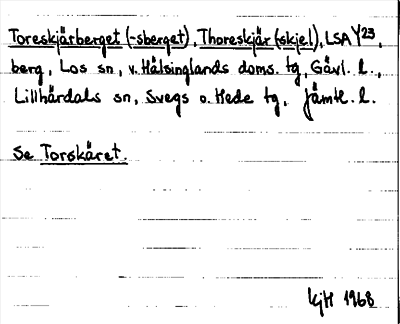 Toreskjärberget (-sberget), Thoreskjär (skjel), LSA Y23,
berg, Los sn, v. Hälsinglands doms. tg, Gävl. l.,
Lillhärdals sn, Svegs o. Hede tg, Jämtl. l.
Se Torskäret.
KjH 1968